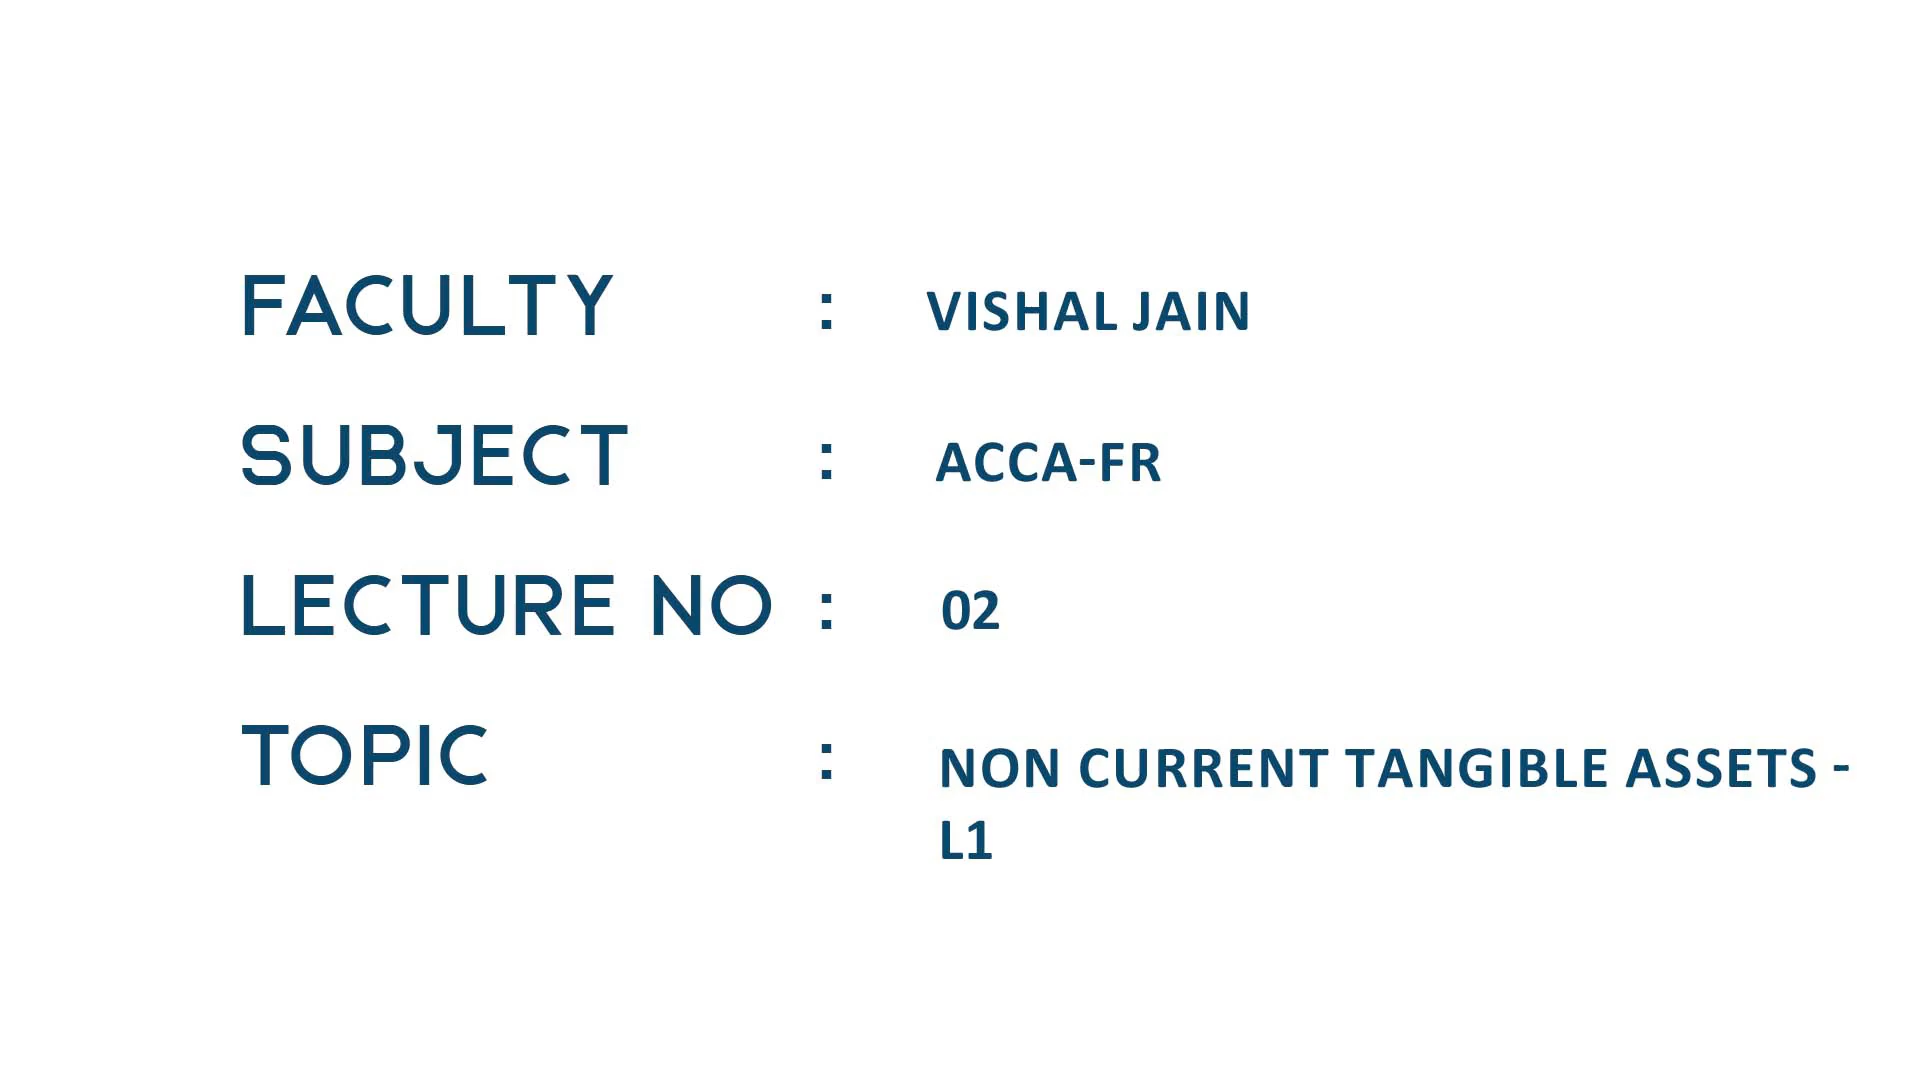 FACULTY : VISHAL JAIN
SUBJECT : ACCA-FR
LECTURE NO : 02
TOPIC : NON CURRENT TANGIBLE ASSETS -
L1